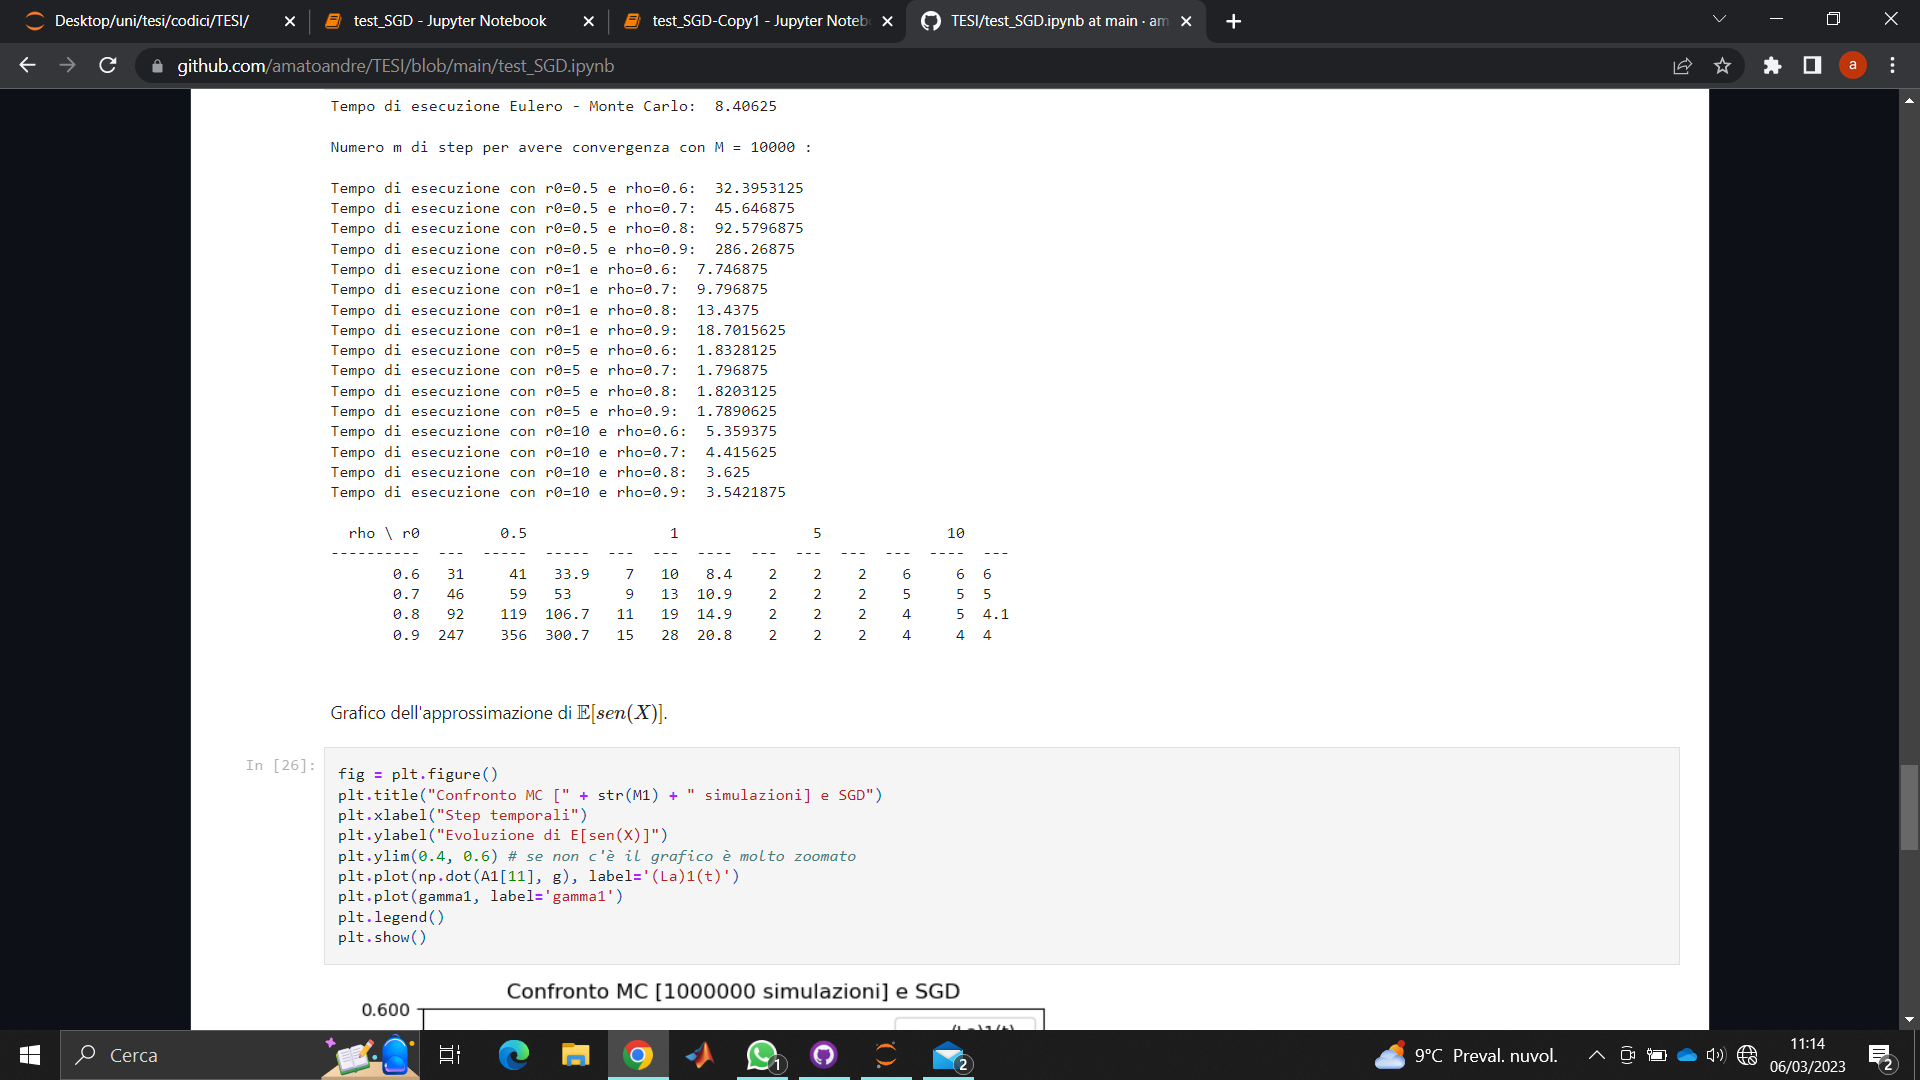 Desktop/uni/tesi/codici/TESI/
test_SGD - Jupyter Notebook
test_SGD-Copy1 - Jupyter Noteb
TESI/test_SGD.ipynb at main · am
github.com/amatoandre/TESI/blob/main/test_SGD.ipynb
a
Tempo di esecuzione Eulero - Monte Carlo:  8.40625
Numero m di step per avere convergenza con M = 10000 :
Tempo di esecuzione con r0=0.5 e rho=0.6:  32.3953125
Tempo di esecuzione con r0=0.5 e rho=0.7:  45.646875
Tempo di esecuzione con r0=0.5 e rho=0.8:  92.5796875
Tempo di esecuzione con r0=0.5 e rho=0.9:  286.26875
Tempo di esecuzione con r0=1 e rho=0.6:  7.746875
Tempo di esecuzione con r0=1 e rho=0.7:  9.796875
Tempo di esecuzione con r0=1 e rho=0.8:  13.4375
Tempo di esecuzione con r0=1 e rho=0.9:  18.7015625
Tempo di esecuzione con r0=5 e rho=0.6:  1.8328125
Tempo di esecuzione con r0=5 e rho=0.7:  1.796875
Tempo di esecuzione con r0=5 e rho=0.8:  1.8203125
Tempo di esecuzione con r0=5 e rho=0.9:  1.7890625
Tempo di esecuzione con r0=10 e rho=0.6:  5.359375
Tempo di esecuzione con r0=10 e rho=0.7:  4.415625
Tempo di esecuzione con r0=10 e rho=0.8:  3.625
Tempo di esecuzione con r0=10 e rho=0.9:  3.5421875
rho \ r0         0.5                1               5              10
----------  ---  -----  -----  ---  ---  ----  ---  ---  ---  ---  ----  ---
0.6   31     41   33.9    7   10   8.4    2    2    2    6     6  6
0.7   46     59   53      9   13  10.9    2    2    2    5     5  5
0.8   92    119  106.7   11   19  14.9    2    2    2    4     5  4.1
0.9  247    356  300.7   15   28  20.8    2    2    2    4     4  4
Grafico dell'approssimazione di 𝔼[sen(X)].
In [26]:
fig = plt.figure()
plt.title("Confronto MC [" + str(M1) + " simulazioni] e SGD")
plt.xlabel("Step temporali")
plt.ylabel("Evoluzione di E[sen(X)]")
plt.ylim(0.4, 0.6) # se non c'è il grafico è molto zoomato
plt.plot(np.dot(A1[11], g), label='(La)1(t)')
plt.plot(gamma1, label='gamma1')
plt.legend()
plt.show()
Confronto MC [1000000 simulazioni] e SGD
0.600
(La)1(t)
Cerca
1
2
9°C Preval. nuvol.
11:14
06/03/2023
2